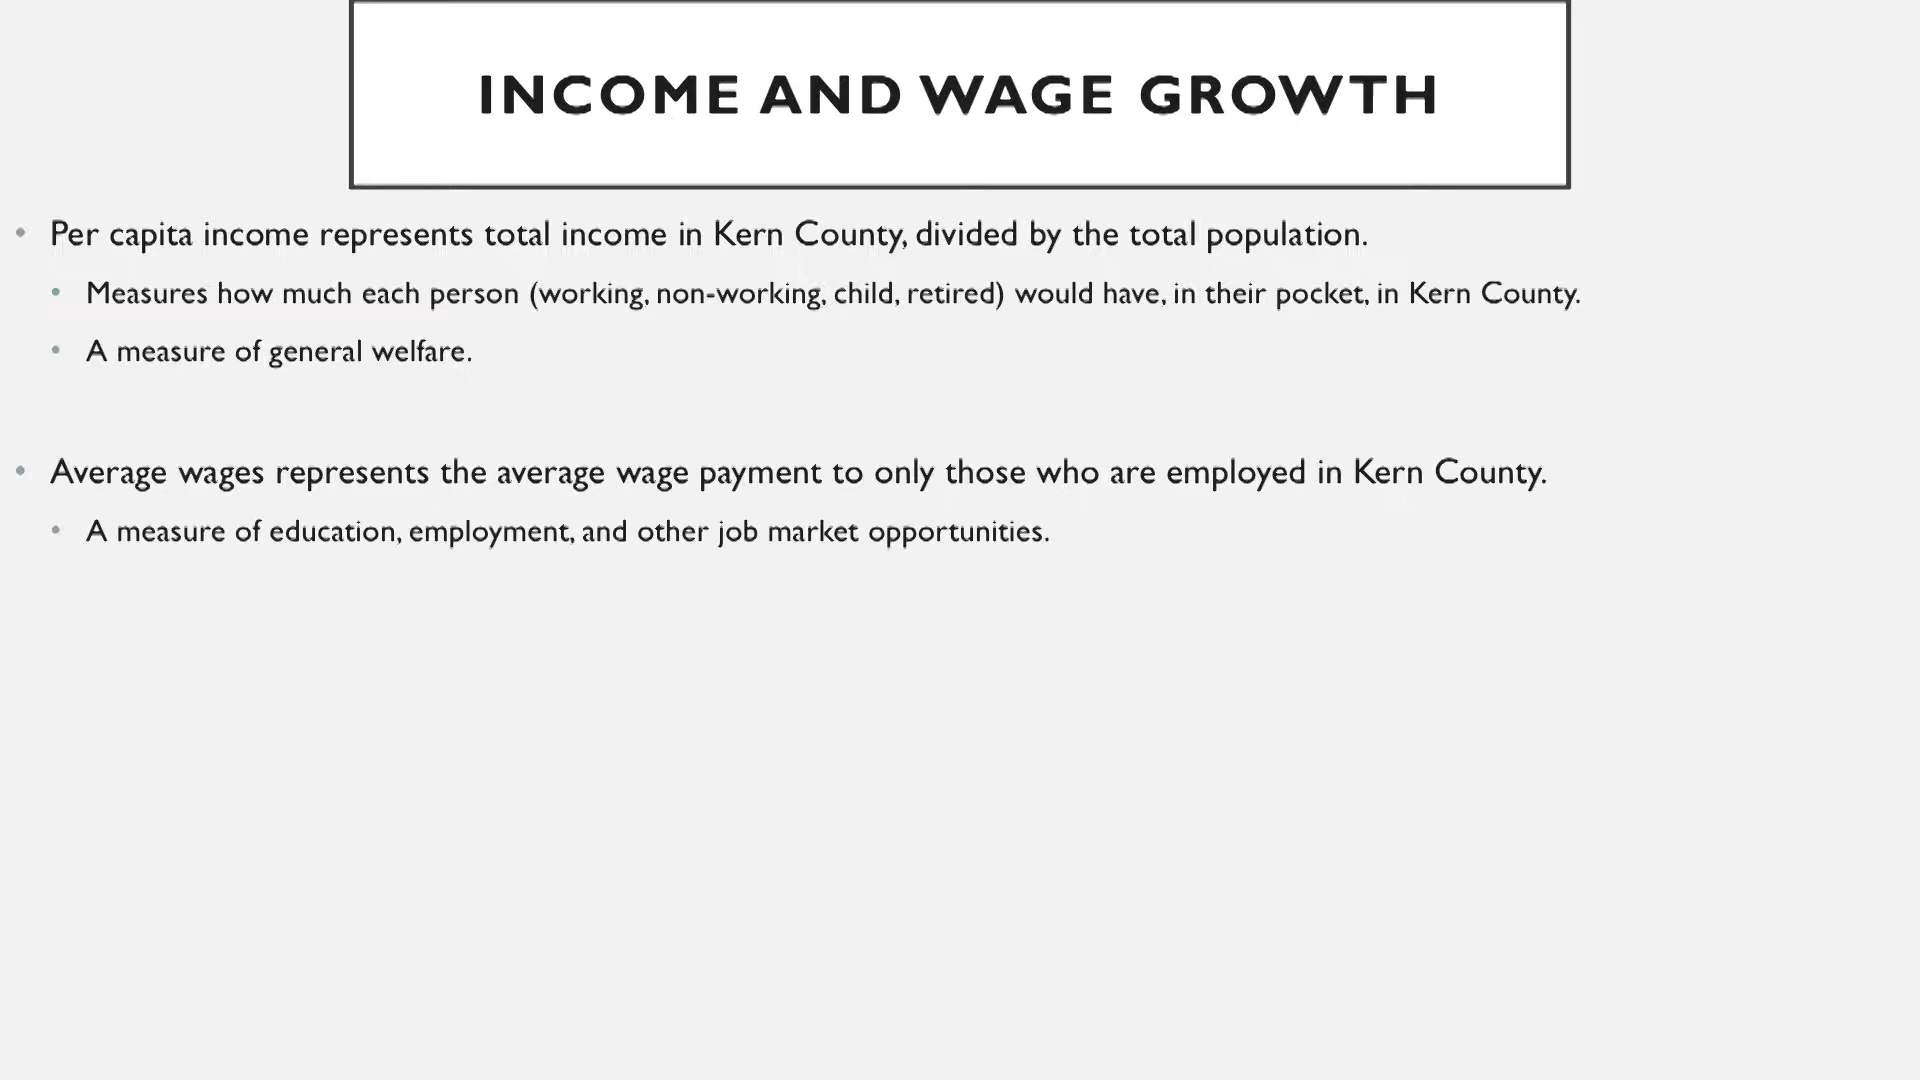 INCOME AND WAGE GROWTH
• Per capita income represents total income in Kern County, divided by the total population.
• Measures how much each person (working, non-working, child, retired) would have, in their pocket, in Kern County.
• A measure of general welfare.
• Average wages represents the average wage payment to only those who are employed in Kern County.
• A measure of education, employment, and other job market opportunities.